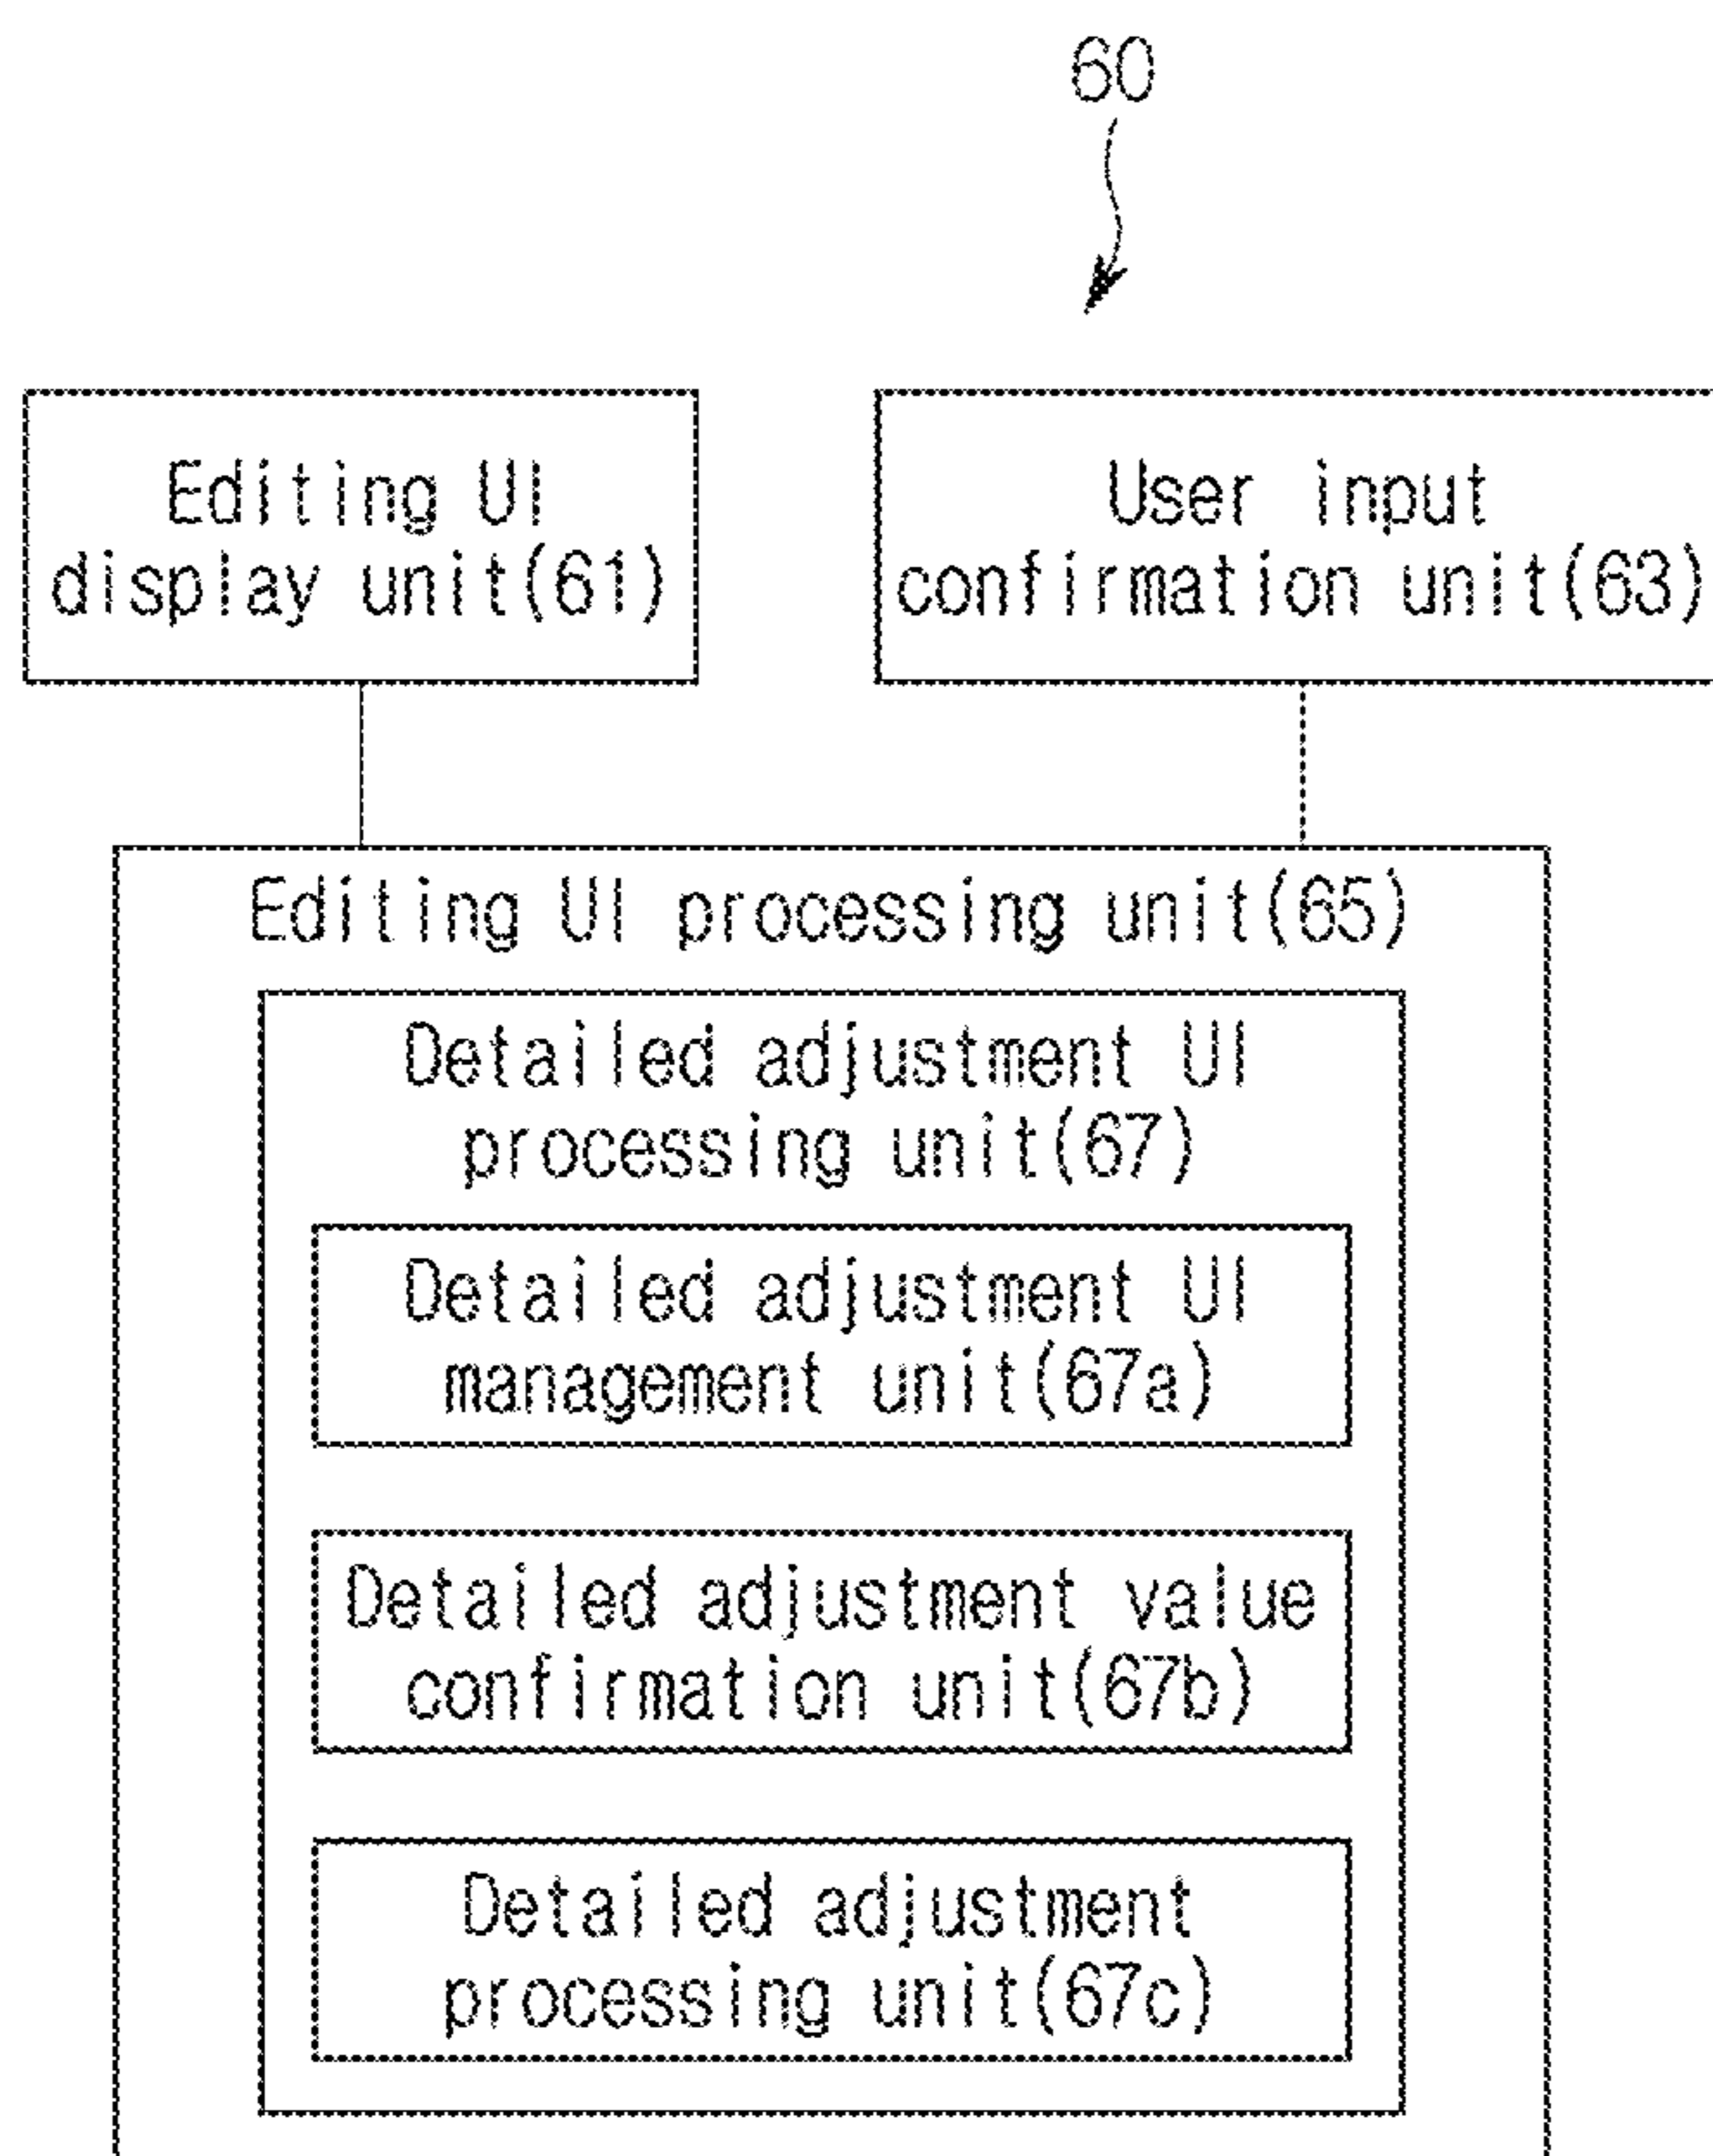 60
Editing UI
display unit(61)
User input
confirmation unit(63)
Editing UI processing unit(65)
Detailed adjustment UI
processing unit(67)
Detailed adjustment UI
management unit(67a)
Detailed adjustment value
confirmation unit(67b)
Detailed adjustment
processing unit(67c)